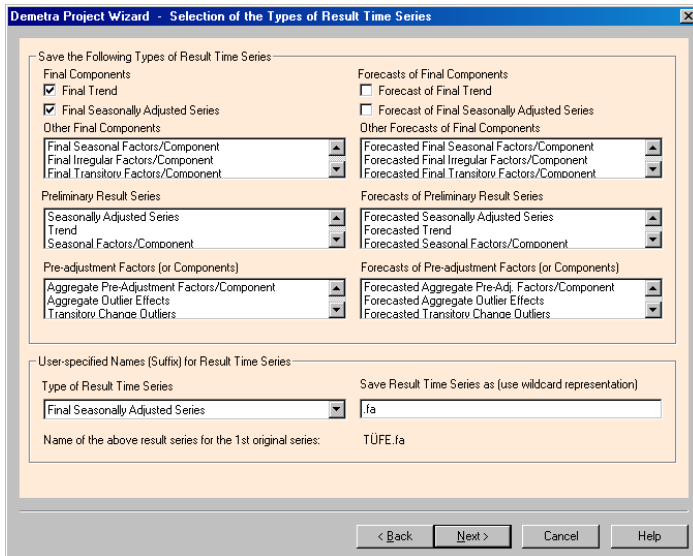 Demetra Project Wizard - Selection of the Types of Result Time Series
Save the Following Types of Result Time Series
Final Components
Final Trend
Final Seasonally Adjusted Series
Other Final Components
Final Seasonal Factors/Component
Final Irregular Factors/Component
Final Transitory Factors/Component
Preliminary Result Series
Seasonally Adjusted Series
Trend
Seasonal Factors/Component
Pre-adjustment Factors (or Components)
Aggregate Pre-Adjustment Factors/Component
Aggregate Outlier Effects
Transitory Change Outliers
Forecasts of Final Components
Forecast of Final Trend
Forecast of Final Seasonally Adjusted Series
Other Forecasts of Final Components
Forecasted Final Seasonal Factors/Component
Forecasted Final Irregular Factors/Component
Forecasted Final Transitory Factors/Component
Forecasts of Preliminary Result Series
Forecasted Seasonally Adjusted Series
Forecasted Trend
Forecasted Seasonal Factors/Component
Forecasts of Pre-adjustment Factors (or Components)
Forecasted Aggregate Pre-Adj. Factors/Component
Forecasted Aggregate Outlier Effects
Forecasted Transitory Change Outliers
User-specified Names (Suffix) for Result Time Series
Type of Result Time Series
Final Seasonally Adjusted Series
Save Result Time Series as (use wildcard representation)
.fa
Name of the above result series for the 1st original series:
TÜFE.fa
< Back
Next >
Cancel
Help